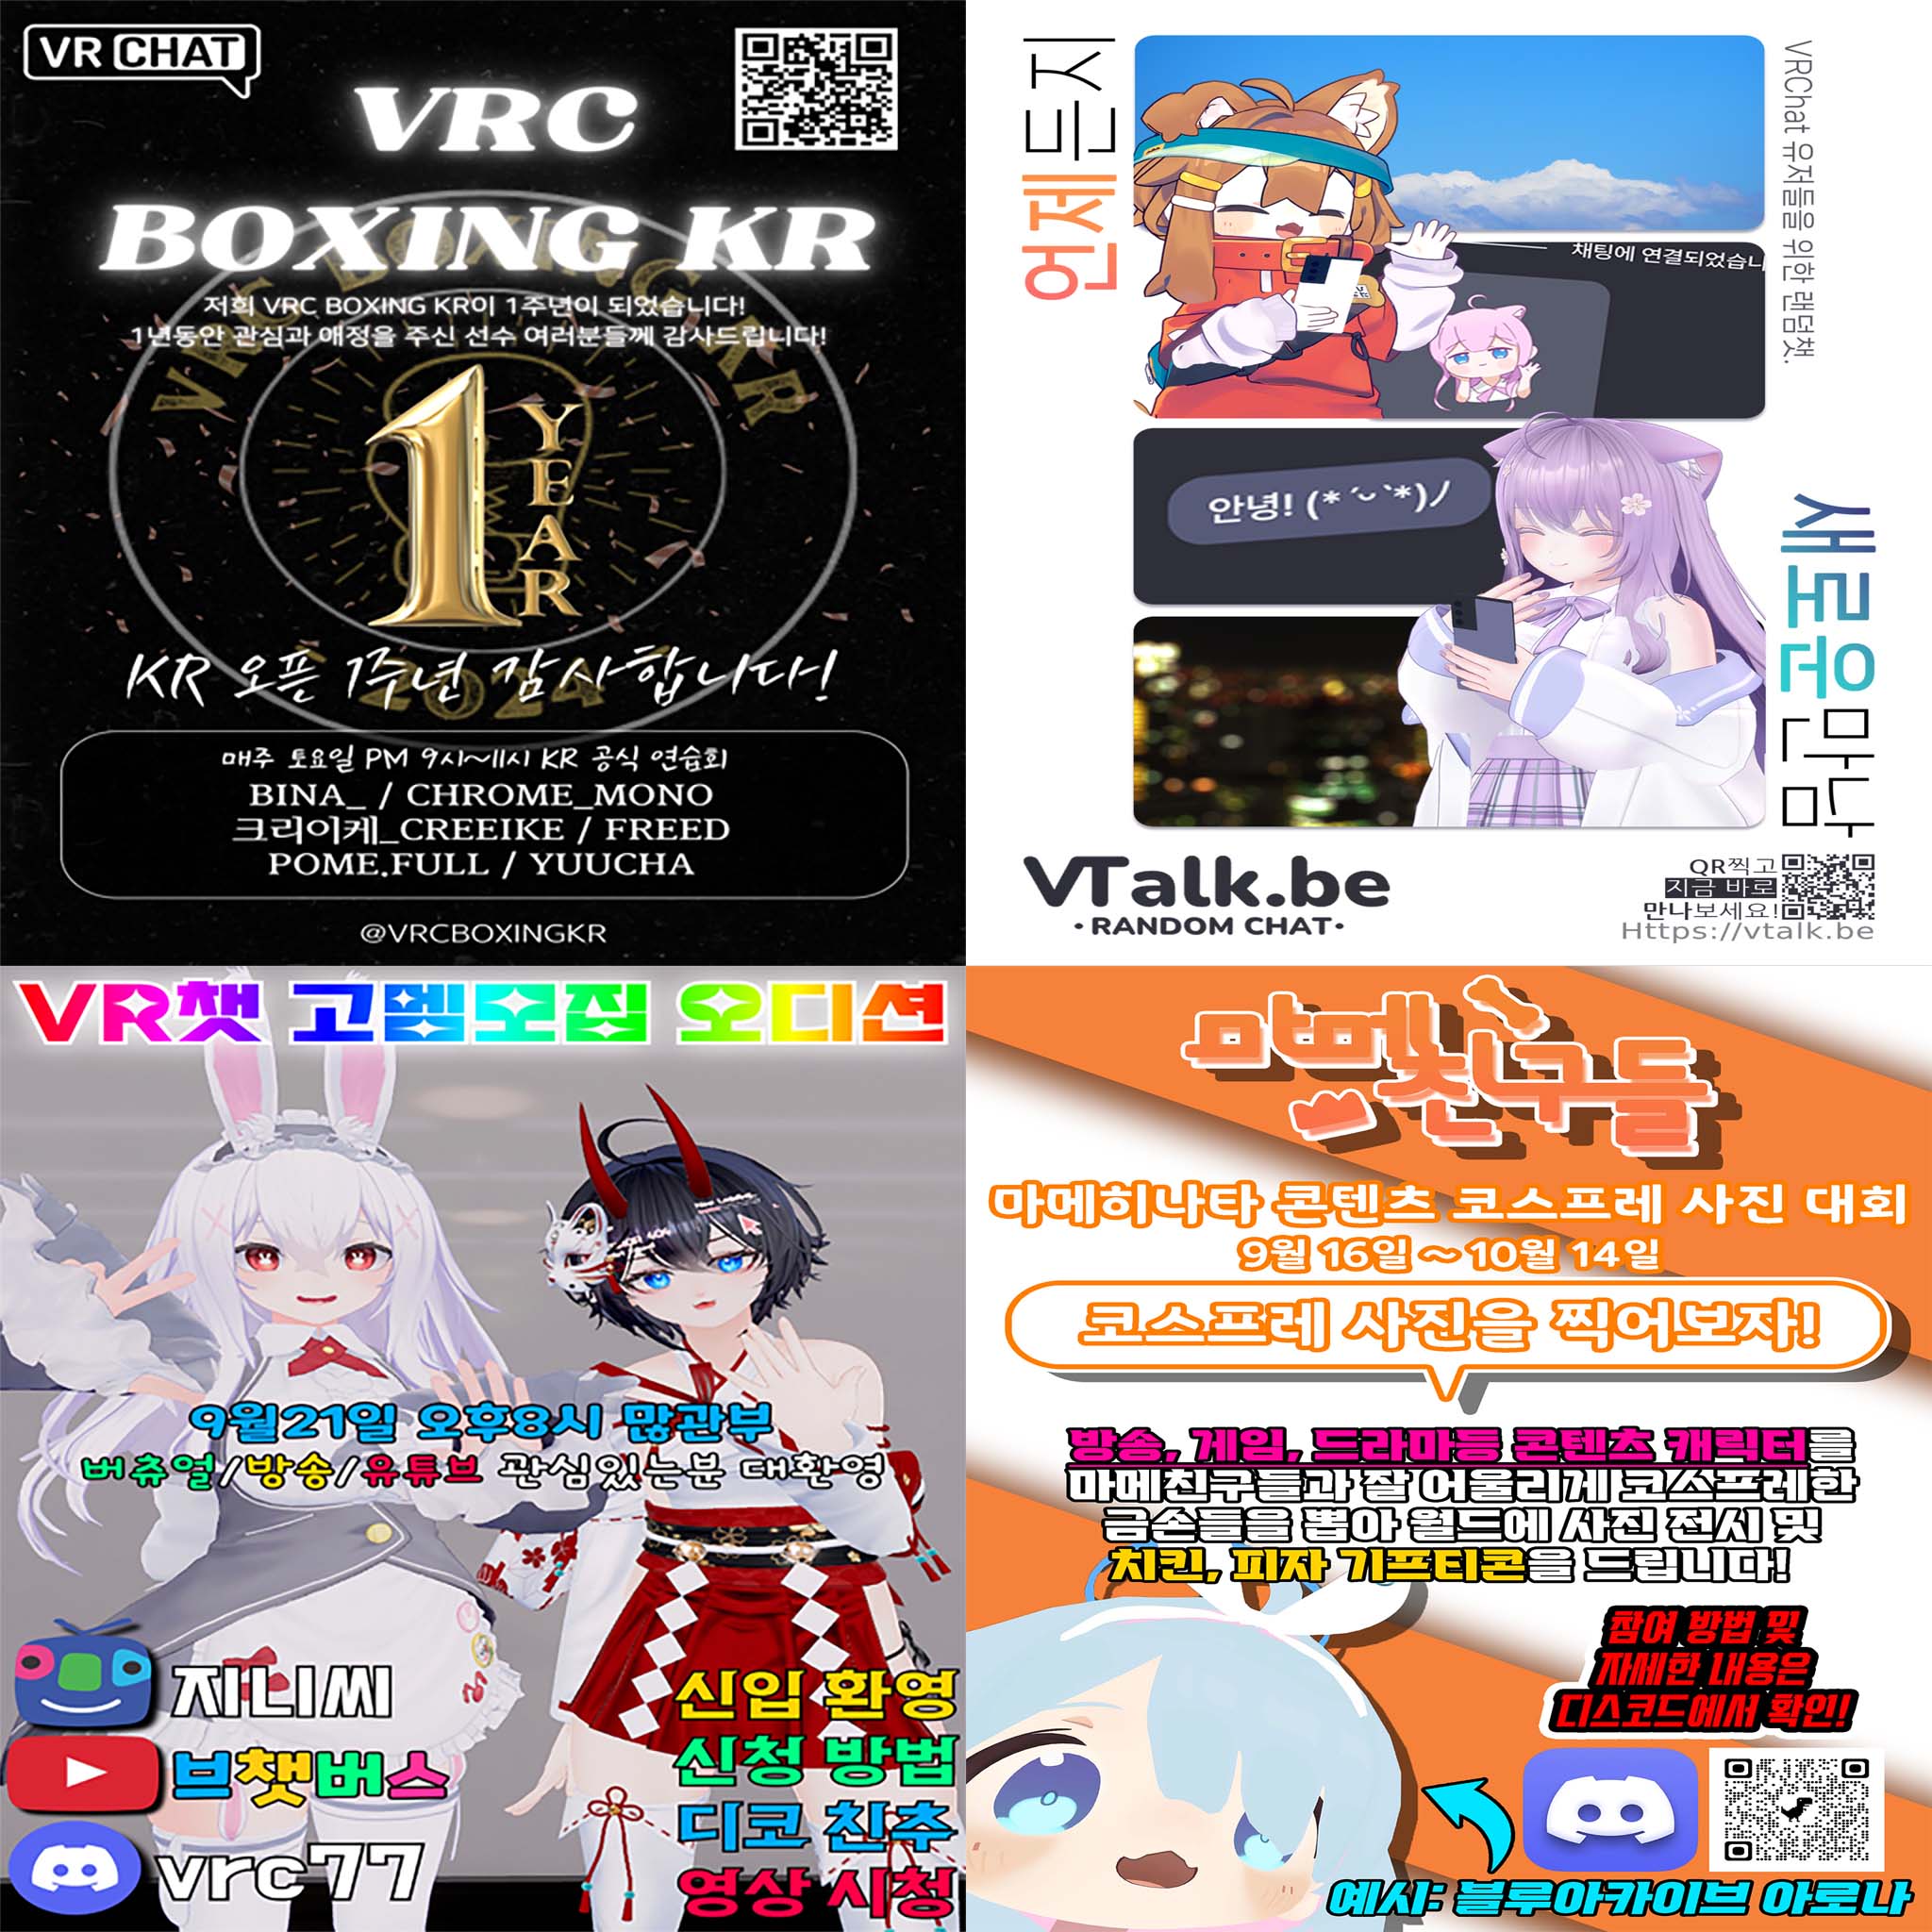 VR CHAT
VRC
BOXING KR
저희 VRC BOXING KR이 1주년이 되었습니다!
1년동안 관심과 애정을 주신 선수 여러분들께 감사드립니다!
VRC BOXING KR
1 YEAR
2024
KR 오픈 1주년 감사합니다!
매주 토요일 PM 9시~11시 KR 공식 연습회
BINA_ / CHROME_MONO
크리이케_CREEIKE / FREED
POME.FULL / YUUCHA
@VRCBOXINGKR
언제든지
VRChat 유저들을 위한 랜덤챗.
채팅에 연결되었습니
안녕! (*´ᵕ`*)ノ
새로운만남
VTalk.be
·RANDOM CHAT·
QR찍고
지금 바로
만나보세요!
Https://vtalk.be
VR챗 고멤모집 오디션
9월21일 오후8시 많관부
버츄얼/방송/유튜브 관심있는분 대환영
지니씨
브챗버스
vrc77
신입 환영
신청 방법
디코 친추
영상 시청
마메친구들
마메히나타 콘텐츠 코스프레 사진 대회
9월 16일 ~ 10월 14일
코스프레 사진을 찍어보자!
방송, 게임, 드라마등 콘텐츠 캐릭터를
마메친구들과 잘 어울리게 코스프레한
금손들을 뽑아 월드에 사진 전시 및
치킨, 피자 기프티콘을 드립니다!
참여 방법 및
자세한 내용은
디스코드에서 확인!
예시: 블루아카이브 아로나